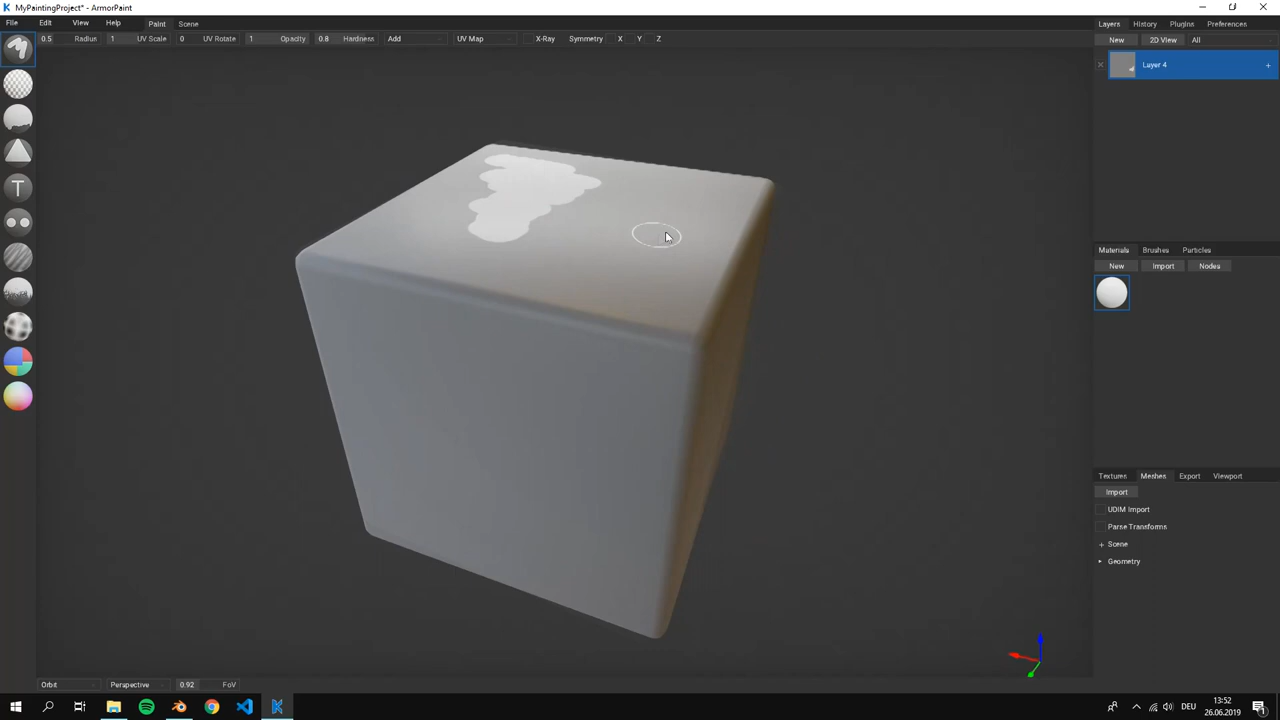 MyPaintingProject* - ArmorPaint
File Edit View Help Paint Scene
Layers History Plugins Preferences
0.5 Radius 1 UV Scale 0 UV Rotate 1 Opacity 0.8 Hardness Add UV Map X-Ray Symmetry X Y Z
New 2D View All
Layer 4 +
T
Materials Brushes Particles
New Import Nodes
Textures Meshes Export Viewport
Import
UDIM Import
Parse Transforms
+ Scene
Geometry
Orbit Perspective 0.92 FoV
DEU
13:52
26.06.2019
1